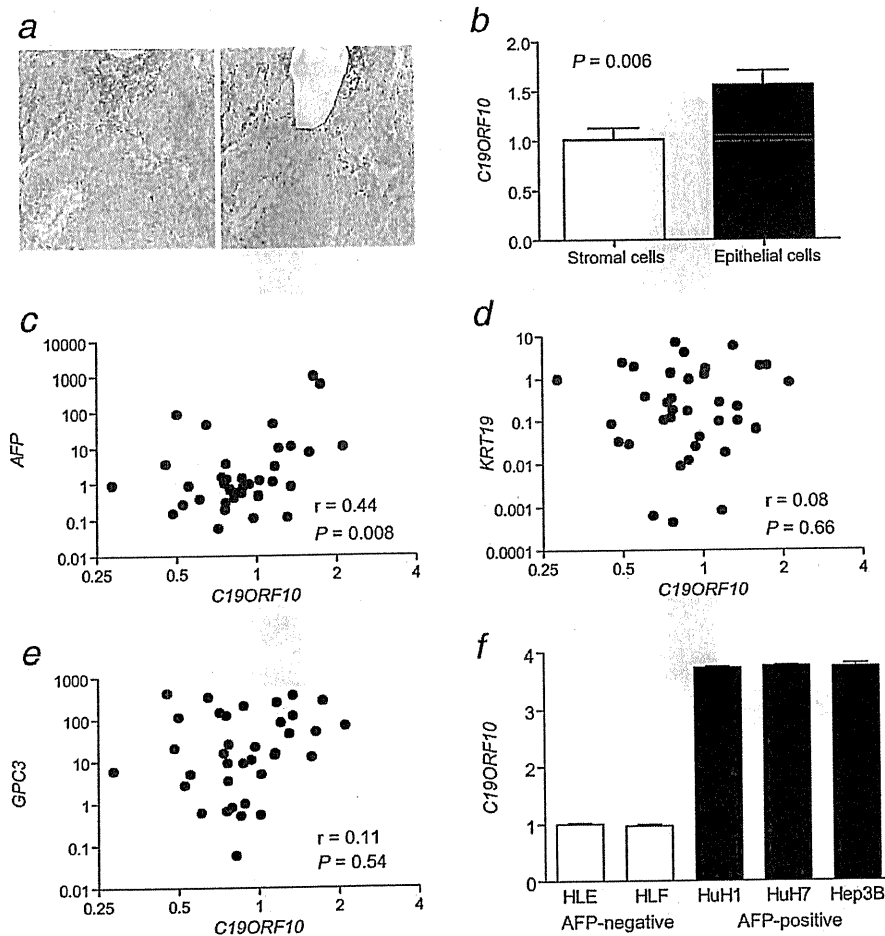 a
b
2.0
1.5
1.0
0.5
0.0
C19ORF10
P = 0.006
Stromal cells
Epithelial cells
c
10000
1000
100
10
1
0.1
0.01
AFP
r = 0.44
P = 0.008
0.25
0.5
1
2
4
C19ORF10
d
10
1
0.1
0.01
0.001
0.0001
KRT19
r = 0.08
P = 0.66
0.25
0.5
1
2
4
C19ORF10
e
1000
100
10
1
0.1
0.01
GPC3
r = 0.11
P = 0.54
0.25
0.5
1
2
4
C19ORF10
f
4
3
2
1
0
C19ORF10
HLE
HLF
HuH1
HuH7
Hep3B
AFP-negative
AFP-positive